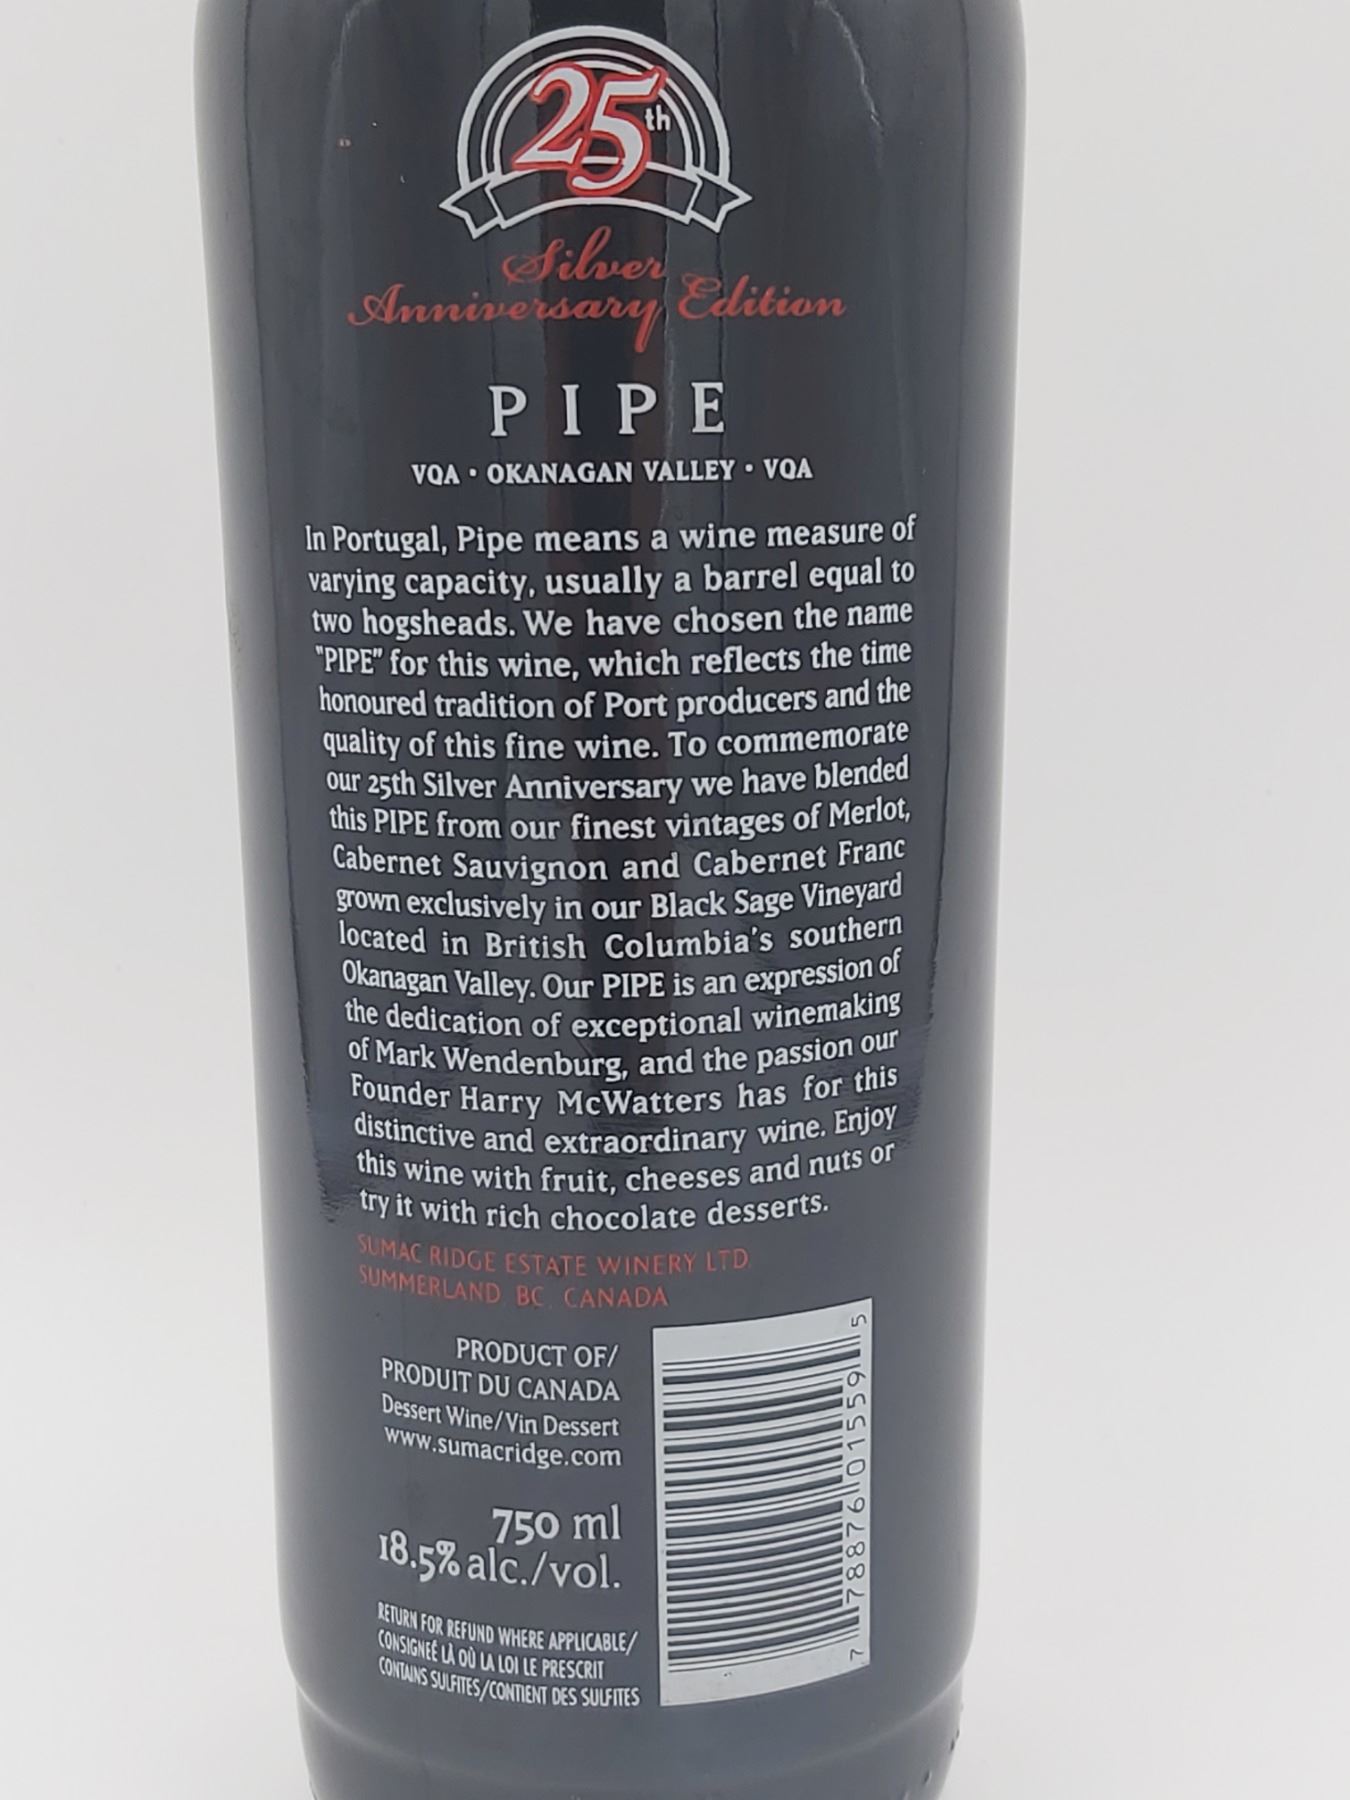 25th
Silver
Anniversary Edition
PIPE
VQA • OKANAGAN VALLEY • VQA
In Portugal, Pipe means a wine measure of
varying capacity, usually a barrel equal to
two hogsheads. We have chosen the name
"PIPE" for this wine, which reflects the time
honoured tradition of Port producers and the
quality of this fine wine. To commemorate
our 25th Silver Anniversary we have blended
this PIPE from our finest vintages of Merlot,
Cabernet Sauvignon and Cabernet Franc
grown exclusively in our Black Sage Vineyard
located in British Columbia's southern
Okanagan Valley. Our PIPE is an expression of
the dedication of exceptional winemaking
of Mark Wendenburg, and the passion our
Founder Harry McWatters has for this
distinctive and extraordinary wine. Enjoy
this wine with fruit, cheeses and nuts or
try it with rich chocolate desserts.
SUMAC RIDGE ESTATE WINERY LTD.
SUMMERLAND, BC, CANADA
PRODUCT OF/
PRODUIT DU CANADA
Dessert Wine/Vin Dessert
www.sumacridge.com
750 ml
18.5% alc./vol.
RETURN FOR REFUND WHERE APPLICABLE/
CONSIGNEÉ LÀ OÙ LA LOI LE PRESCRIT
CONTAINS SULFITES/CONTIENT DES SULFITES
7 78876 01559 5